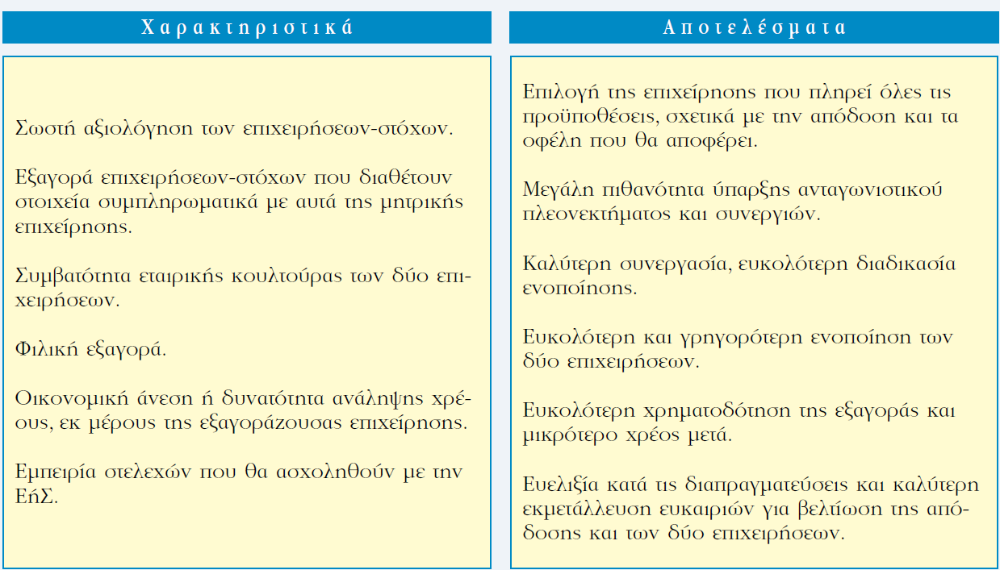 Χαρακτηριστικά
Σωστή αξιολόγηση των επιχειρήσεων-στόχων.
Εξαγορά επιχειρήσεων-στόχων που διαθέτουν
στοιχεία συμπληρωματικά με αυτά της μητρικής
επιχείρησης.
Συμβατότητα εταιρικής κουλτούρας των δύο επι-
χειρήσεων.
Φιλική εξαγορά.
Οικονομική άνεση ή δυνατότητα ανάληψης χρέ-
ους, εκ μέρους της εξαγοράζουσας επιχείρησης.
Εμπειρία στελεχών που θα ασχοληθούν με την
ΕήΣ.
Αποτελέσματα
Επιλογή της επιχείρησης που πληρεί όλες τις
προϋποθέσεις, σχετικά με την απόδοση και τα
οφέλη που θα αποφέρει.
Μεγάλη πιθανότητα ύπαρξης ανταγωνιστικού
πλεονεκτήματος και συνεργιών.
Καλύτερη συνεργασία, ευκολότερη διαδικασία
ενοποίησης.
Ευκολότερη και γρηγορότερη ενοποίηση των
δύο επιχειρήσεων.
Ευκολότερη χρηματοδότηση της εξαγοράς και
μικρότερο χρέος μετά.
Ευελιξία κατά τις διαπραγματεύσεις και καλύτερη
εκμετάλλευση ευκαιριών για βελτίωση της από-
δοσης και των δύο επιχειρήσεων.